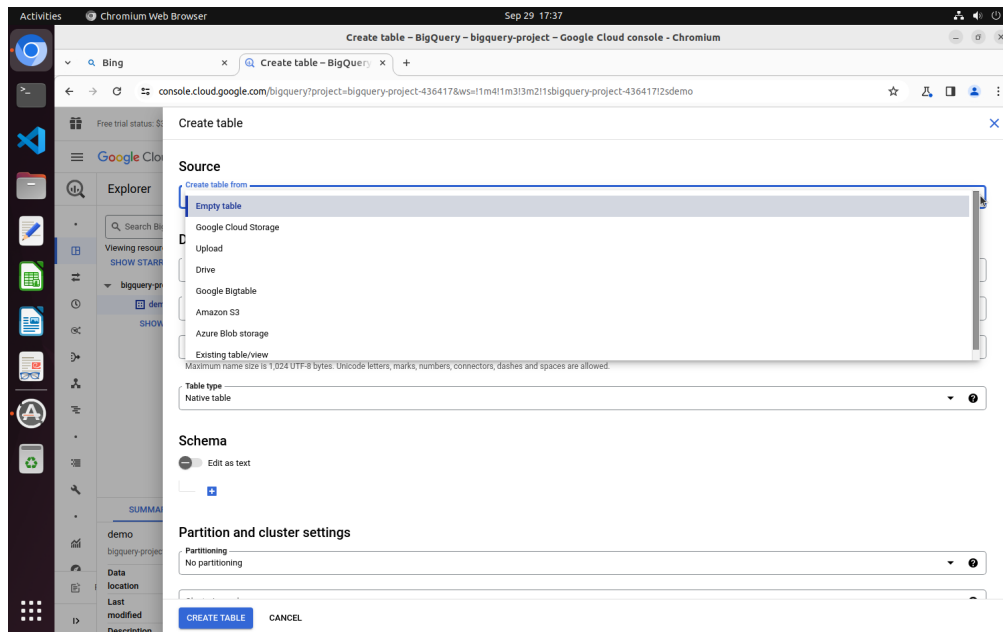 Activities
Chromium Web Browser
Sep 29 17:37
Create table – BigQuery – bigquery-project – Google Cloud console - Chromium
Bing
Create table – BigQuery
console.cloud.google.com/bigquery?project=bigquery-project-436417&ws=!1m4!1m3!3m2!1sbigquery-project-436417!2sdemo
Free trial status:
Create table
Google Clo
Source
Create table from
Explorer
Empty table
Search Bi
Google Cloud Storage
Viewing resour
Upload
SHOW STARR
Drive
bigquery-pr
Google Bigtable
dem
Amazon S3
SHOW
Azure Blob storage
Existing table/view
Maximum name size is 1,024 UTF-8 bytes. Unicode letters, marks, numbers, connectors, dashes and spaces are allowed.
Table type
Native table
Schema
Edit as text
SUMMA
Partition and cluster settings
demo
bigquery-projec
Partitioning
No partitioning
Data
location
Last
modified
CREATE TABLE
CANCEL
Description